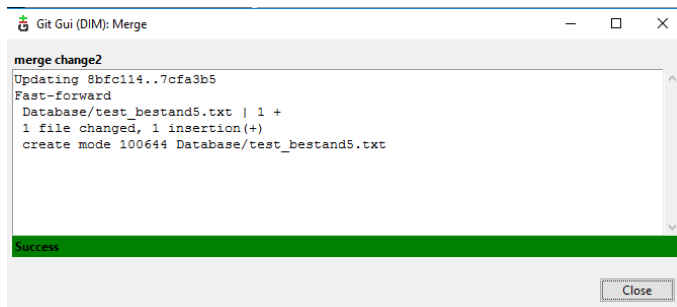 Git Gui (DIM): Merge
merge change2
Updating 8bfc114..7cfa3b5
Fast-forward
Database/test_bestand5.txt | 1 +
1 file changed, 1 insertion(+)
create mode 100644 Database/test_bestand5.txt
Success
Close